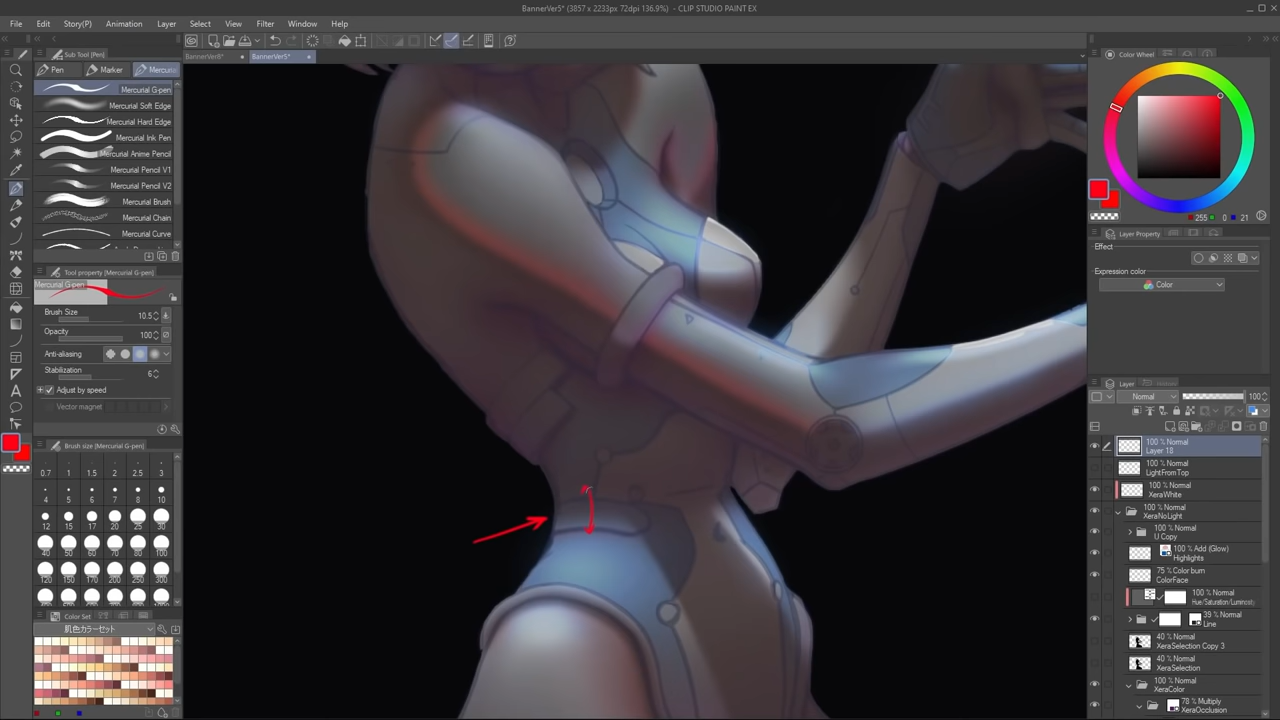 BannerVer5* (3857 x 2233px 72dpi 136.9%) - CLIP STUDIO PAINT EX
File Edit Story(P) Animation Layer Select View Filter Window Help
Sub Tool [Pen]
BannerVer8*
BannerVer5*
Color Wheel
Pen Marker
Mercurial G-pen
Mercurial Soft Edge
Mercurial Hard Edge
Mercurial Ink Pen
Mercurial Anime Pencil
Mercurial Pencil V1
Mercurial Pencil V2
Mercurial Brush
Mercurial Chain
Mercurial Curve
255 0 21
Layer Property
Effect
Expression color
Color
Tool property [Mercurial G-pen]
Mercurial G-pen
Brush Size 10.5
Opacity 100
Anti-aliasing
Stabilization 6
Adjust by speed
Vector magnet
Brush size [Mercurial G-pen]
0.7 1 1.5 2 2.5 3
4 5 6 7 8 10
12 15 17 20 25 30
40 50 60 70 80 100
120 150 170 200 250 300
Color Set
肌色カラーセット
Layer
Normal 100
100 % Normal
Layer 18
100 % Normal
LightFromTop
100 % Normal
XeraWhite
100 % Normal
XeraNoLight
100 % Normal
U Copy
100 % Add (Glow)
Highlights
75 % Color burn
ColorFace
100 % Normal
Hue/Saturation/Luminosity
39 % Normal
Line
40 % Normal
XeraSelection Copy 3
40 % Normal
XeraSelection
100 % Normal
XeraColor
78 % Multiply
XeraOcclusion